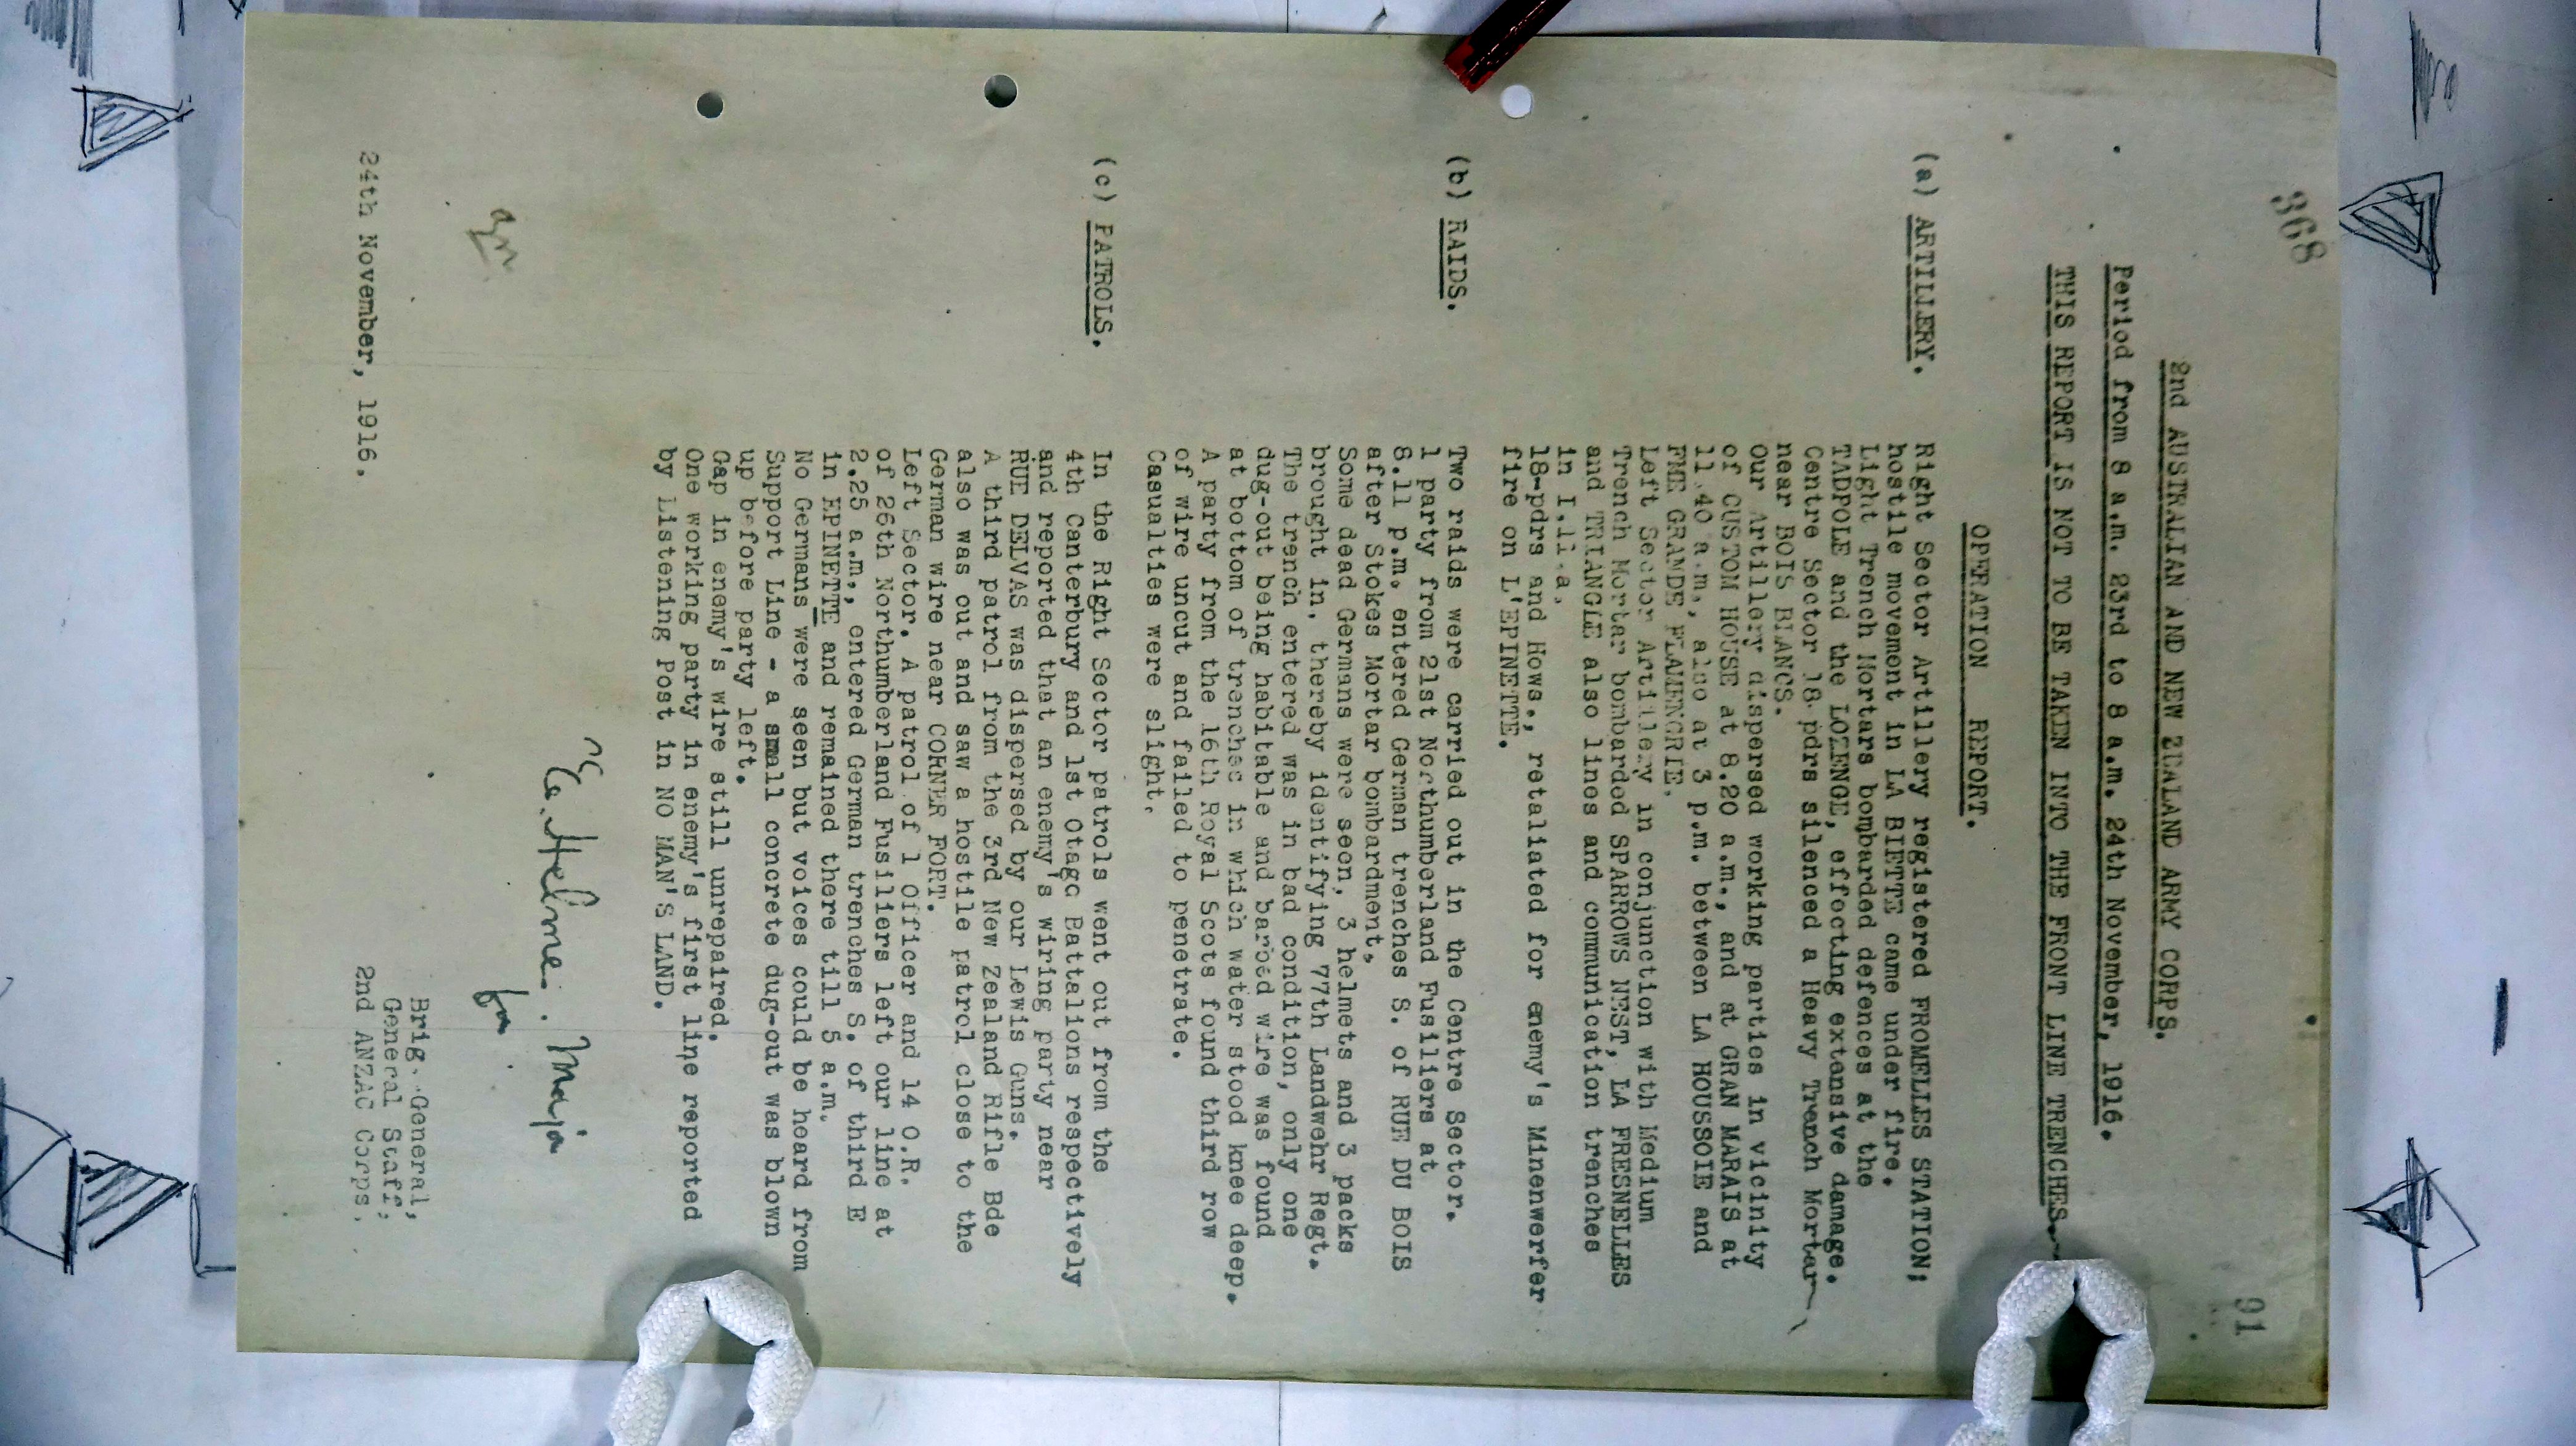 368
91
2nd AUSTRALIAN AND NEW ZEALAND ARMY CORPS.
Period from 8 a.m. 23rd to 8 a.m. 24th November, 1916.
THIS REPORT IS NOT TO BE TAKEN INTO THE FRONT LINE TRENCHES.
OPERATION REPORT.
(a) ARTILLERY. Right Sector Artillery registered FROMELLES STATION;
hostile movement in LA BIETTE came under fire.
Light Trench Mortars bombarded defences at the
TADPOLE and the LOZENGE, effecting extensive damage.
Centre Sector 18 pdrs silenced a Heavy Trench Mortar
near BOIS BLANCS.
Our Artillery dispersed working parties in vicinity
of CUSTOM HOUSE at 8.20 a.m., and at GRAN MARAIS at
11.40 a.m., also at 3 p.m. between LA HOUSSOIE and
FME GRANDE FLAMENGRIE.
Left Sector Artillery in conjunction with Medium
Trench Mortar bombarded SPARROWS NEST, LA FRESNELLES
and TRIANGLE also lines and communication trenches
in I.11.a.
18-pdrs and Hows., retaliated for enemy's Minenwerfer
fire on L'EPINETTE.
(b) RAIDS. Two raids were carried out in the Centre Sector.
1 party from 21st Northumberland Fusiliers at
8.11 p.m. entered German trenches S. of RUE DU BOIS
after Stokes Mortar bombardment.
Some dead Germans were seen, 3 helmets and 3 packs
brought in, thereby identifying 77th Landwehr Regt.
The trench entered was in bad condition, only one
dug-out being habitable and barbed wire was found
at bottom of trenches in which water stood knee deep.
A party from the 16th Royal Scots found third row
of wire uncut and failed to penetrate.
Casualties were slight.
(c) PATROLS. In the Right Sector patrols went out from the
4th Canterbury and 1st Otago Battalions respectively
and reported that an enemy's wiring party near
RUE DELVAS was dispersed by our Lewis Guns.
A third patrol from the 3rd New Zealand Rifle Bde
also was out and saw a hostile patrol close to the
German wire near CORNER FORT.
Left Sector. A patrol of 1 Officer and 14 O.R.
of 26th Northumberland Fusiliers left our line at
2.25 a.m., entered German trenches S. of third E
in EPINETTE and remained there till 5 a.m.
No Germans were seen but voices could be heard from
Support Line - a small concrete dug-out was blown
up before party left.
Gap in enemy's wire still unrepaired.
One working party in enemy's first line reported
by Listening Post in NO MAN'S LAND.
Major
for
Brig.-General,
General Staff,
24th November, 1916. 2nd ANZAC Corps.